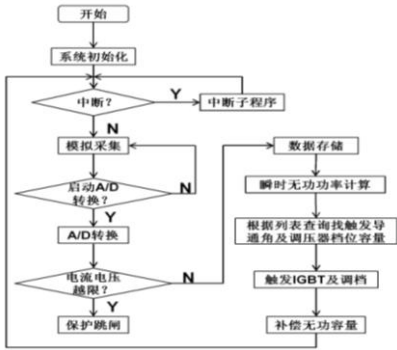 开始
系统初始化
中断?
Y
中断子程序
N
模拟采集
启动A/D
转换?
N
Y
A/D转换
电流电压
越限?
N
Y
保护跳闸
数据存储
瞬时无功功率计算
根据列表查询找触发导
通角及调压器档位容量
触发IGBT及调档
补偿无功容量